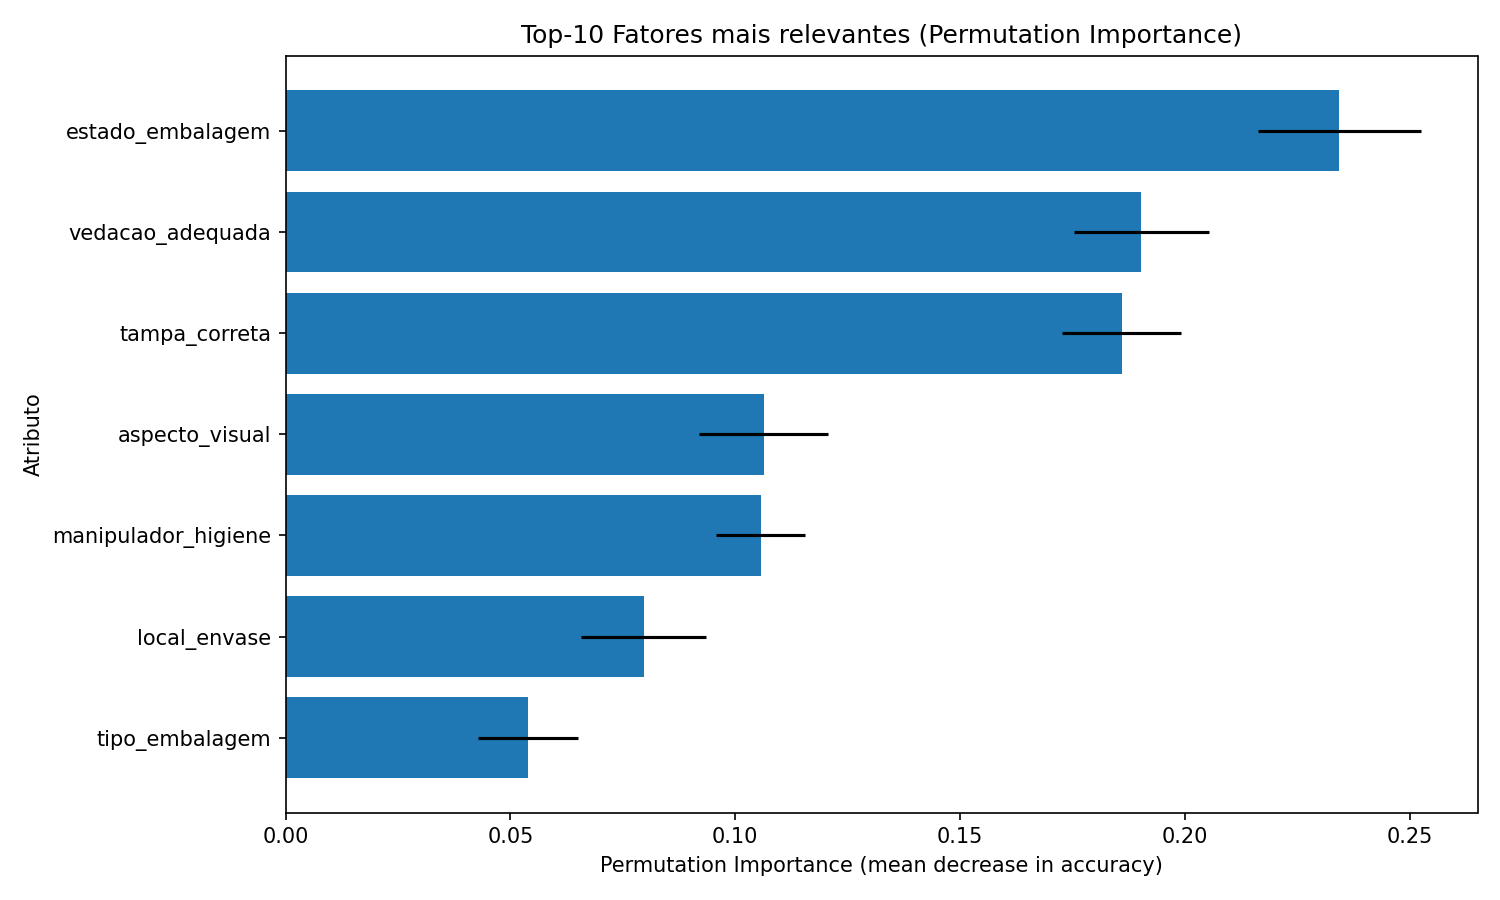 Top-10 Fatores mais relevantes (Permutation Importance)
Atributo
estado_embalagem
vedacao_adequada
tampa_correta
aspecto_visual
manipulador_higiene
local_envase
tipo_embalagem
0.00 0.05 0.10 0.15 0.20 0.25
Permutation Importance (mean decrease in accuracy)